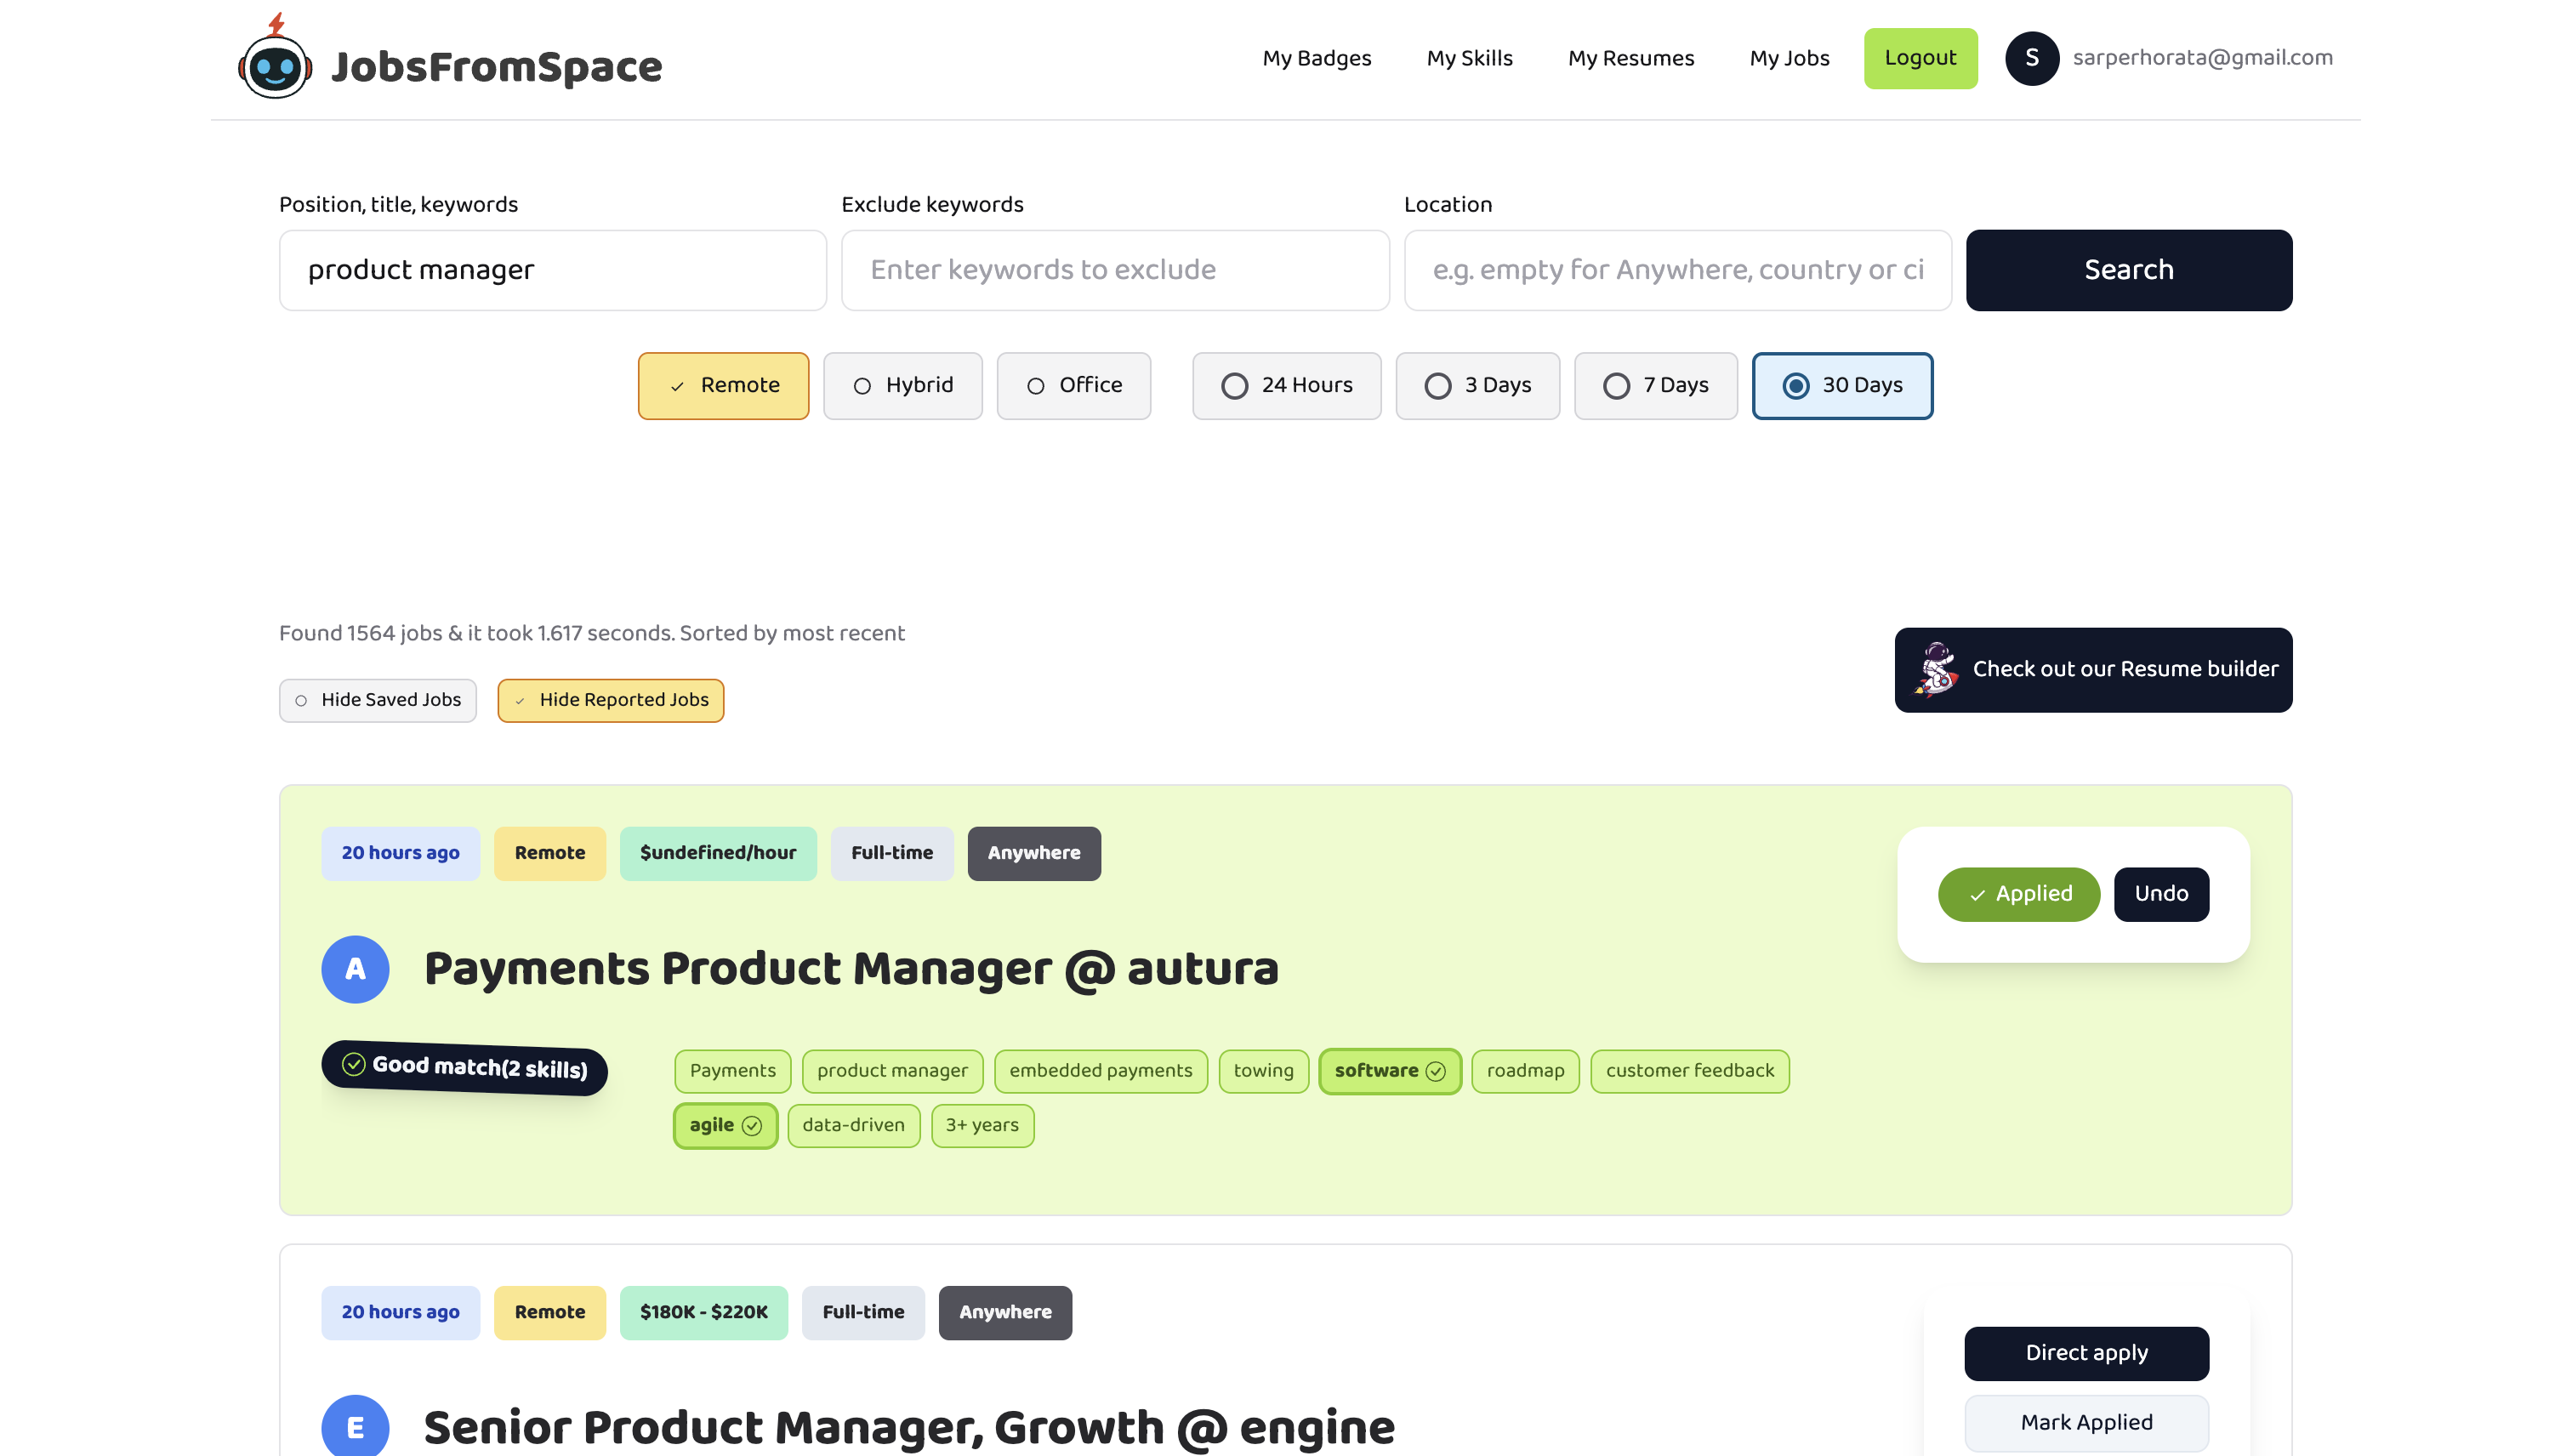 JobsFromSpace
My Badges My Skills My Resumes My Jobs Logout S sarperhorata@gmail.com
Position, title, keywords Exclude keywords Location
product manager Enter keywords to exclude e.g. empty for Anywhere, country or ci Search
Remote Hybrid Office 24 Hours 3 Days 7 Days 30 Days
Found 1564 jobs & it took 1.617 seconds. Sorted by most recent
Check out our Resume builder
Hide Saved Jobs Hide Reported Jobs
20 hours ago Remote $undefined/hour Full-time Anywhere
Applied Undo
A Payments Product Manager @ autura
Good match(2 skills) Payments product manager embedded payments towing software roadmap customer feedback
agile data-driven 3+ years
20 hours ago Remote $180K - $220K Full-time Anywhere
Direct apply
E Senior Product Manager, Growth @ engine
Mark Applied